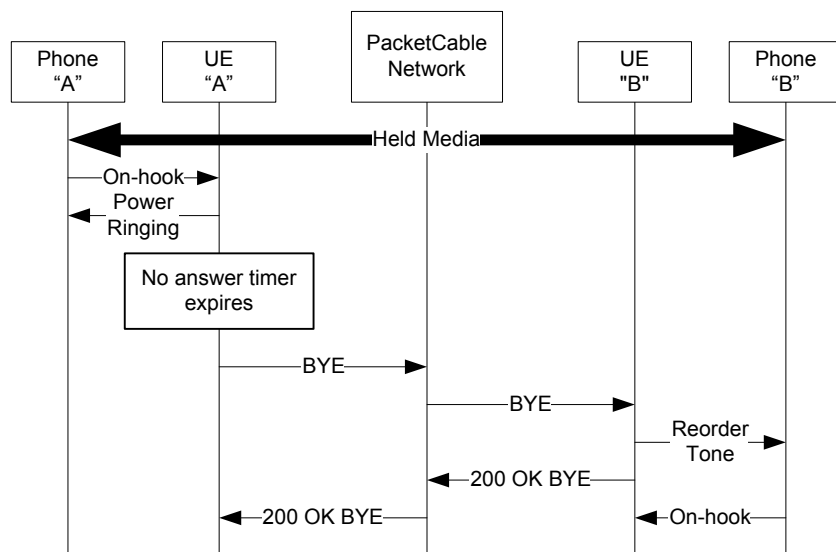 Phone
“A”
UE
“A”
PacketCable
Network
UE
"B"
Phone
“B”
Held Media
On-hook
Power
Ringing
No answer timer
expires
BYE
BYE
Reorder
Tone
200 OK BYE
200 OK BYE
On-hook